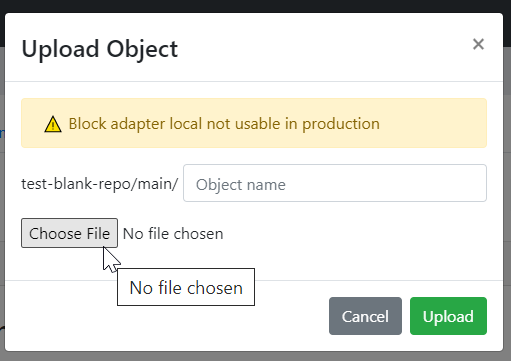 Upload Object
×
⚠ Block adapter local not usable in production
test-blank-repo/main/ Object name
Choose File No file chosen
No file chosen
Cancel Upload